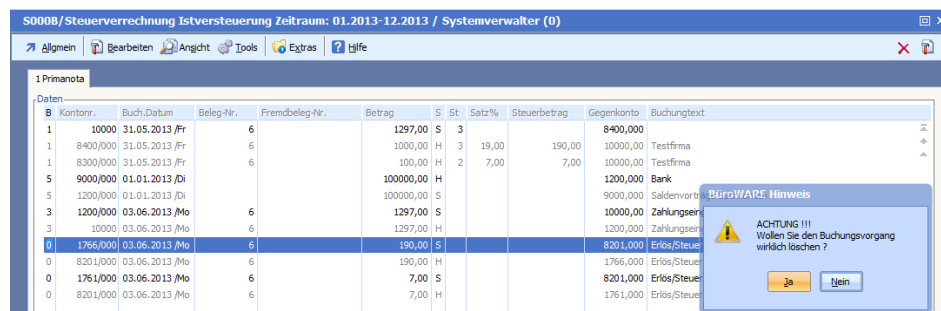 S000B/Steuerverrechnung Istversteuerung Zeitraum: 01.2013-12.2013 / Systemverwalter (0)
Allgmein Bearbeiten Ansicht Tools Extras Hilfe
1 Primanota
Daten
B Kontonr. Buch.Datum Beleg-Nr. Fremdbeleg-Nr. Betrag S St Satz% Steuerbetrag Gegenkonto Buchungtext
1 10000 31.05.2013 /Fr 6 1297,00 S 3 8400,000
1 8400/000 31.05.2013 /Fr 6 1000,00 H 3 19,00 190,00 10000,00 Testfirma
1 8300/000 31.05.2013 /Fr 6 100,00 H 2 7,00 7,00 10000,00 Testfirma
5 9000/000 01.01.2013 /Di 100000,00 H 1200,000 Bank
5 1200/000 01.01.2013 /Di 100000,00 S 9000,000 Saldenvorträ
3 1200/000 03.06.2013 /Mo 6 1297,00 S 10000,00 Zahlungsein
3 10000 03.06.2013 /Mo 6 1297,00 H 1200,000 Zahlungsein
0 1766/000 03.06.2013 /Mo 6 190,00 S 8201,000 Erlös/Steuer
0 8201/000 03.06.2013 /Mo 6 190,00 H 1766,000 Erlös/Steuer
0 1761/000 03.06.2013 /Mo 6 7,00 S 8201,000 Erlös/Steuer
0 8201/000 03.06.2013 /Mo 6 7,00 H 1761,000 Erlös/Steuer
BüroWARE Hinweis
ACHTUNG !!!
Wollen Sie den Buchungsvorgang
wirklich löschen ?
Ja Nein